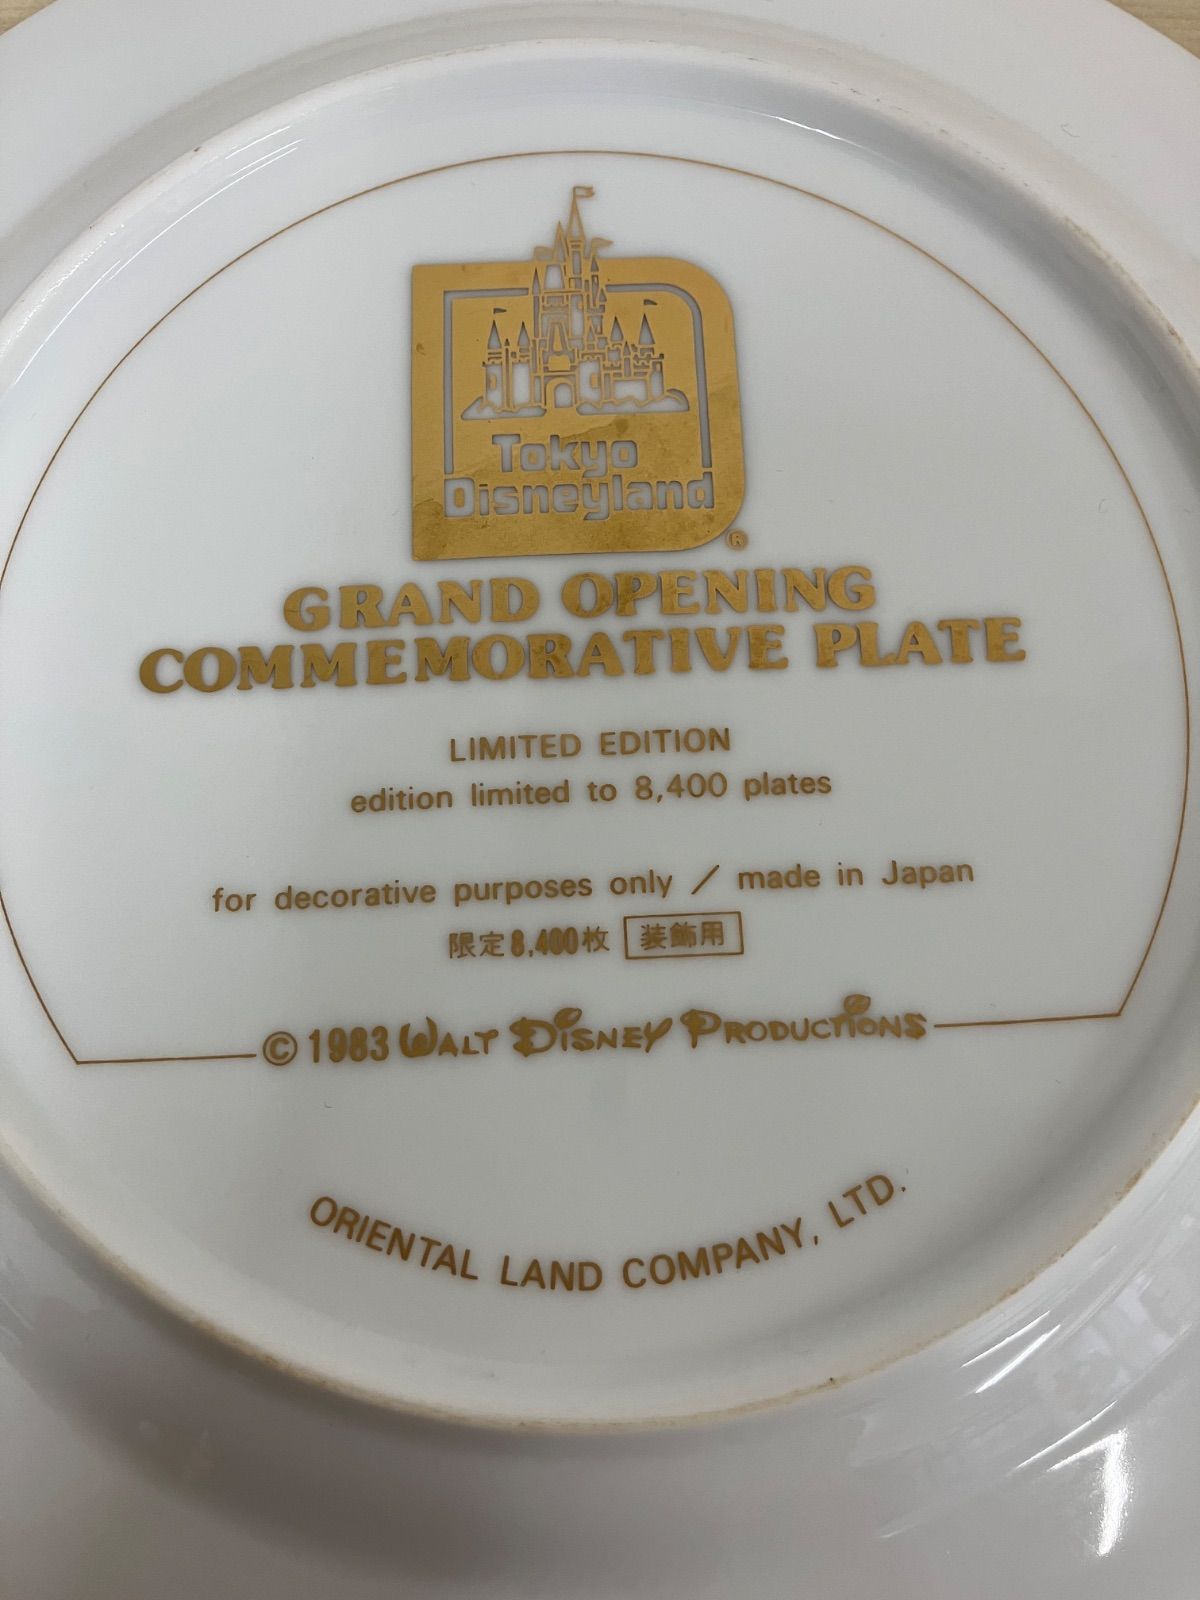 Tokyo
Disneyland
®
GRAND OPENING
COMMEMORATIVE PLATE
LIMITED EDITION
edition limited to 8,400 plates
for decorative purposes only / made in Japan
限定8,400枚 装飾用
© 1983 WALT DISNEY PRODUCTIONS
ORIENTAL LAND COMPANY, LTD.